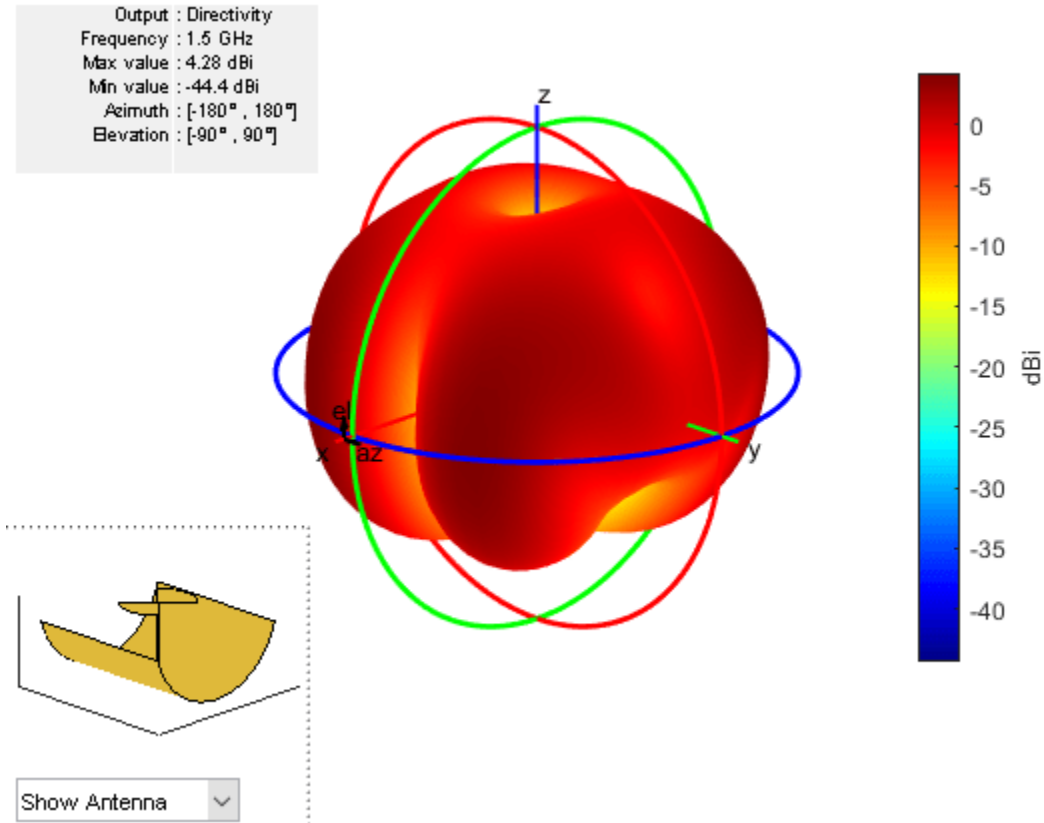 Output : Directivity
Frequency : 1.5 GHz
Max value : 4.28 dBi
Min value : -44.4 dBi
Azimuth : [-180° , 180°]
Elevation : [-90° , 90°]
z
0
-5
-10
-15
-20
-25
-30
-35
-40
dBi
el
x
az
y
Show Antenna